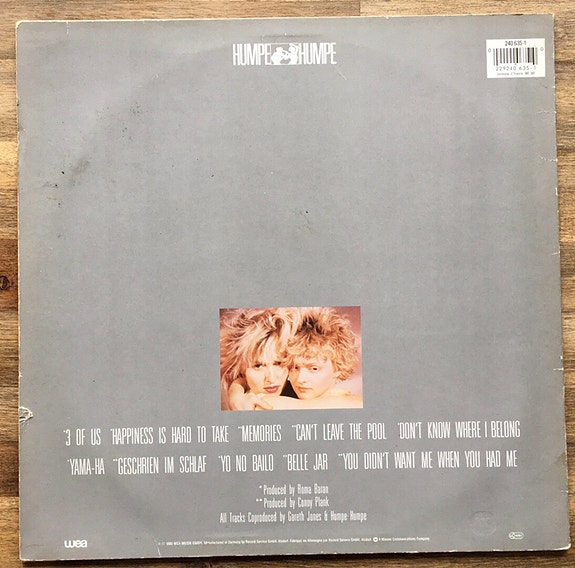 HUMPE HUMPE
240 635-1
*3 OF US *HAPPINESS IS HARD TO TAKE **MEMORIES **CAN'T LEAVE THE POOL *DON'T KNOW WHERE I BELONG
*YAMA-HA **GESCHRIEN IM SCHLAF *YO NO BAILO **BELLE JAR **YOU DIDN'T WANT ME WHEN YOU HAD ME
* Produced by Roma Baran
** Produced by Conny Plank
All Tracks Coproduced by Gareth Jones & Humpe Humpe
wea